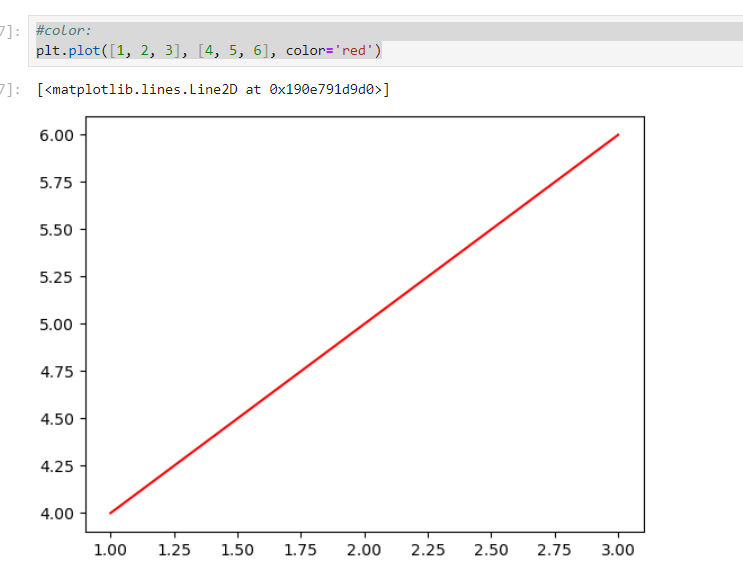 7]:
#color:
plt.plot([1, 2, 3], [4, 5, 6], color='red')
7]:
[<matplotlib.lines.Line2D at 0x190e791d9d0>]
6.00
5.75
5.50
5.25
5.00
4.75
4.50
4.25
4.00
1.00 1.25 1.50 1.75 2.00 2.25 2.50 2.75 3.00